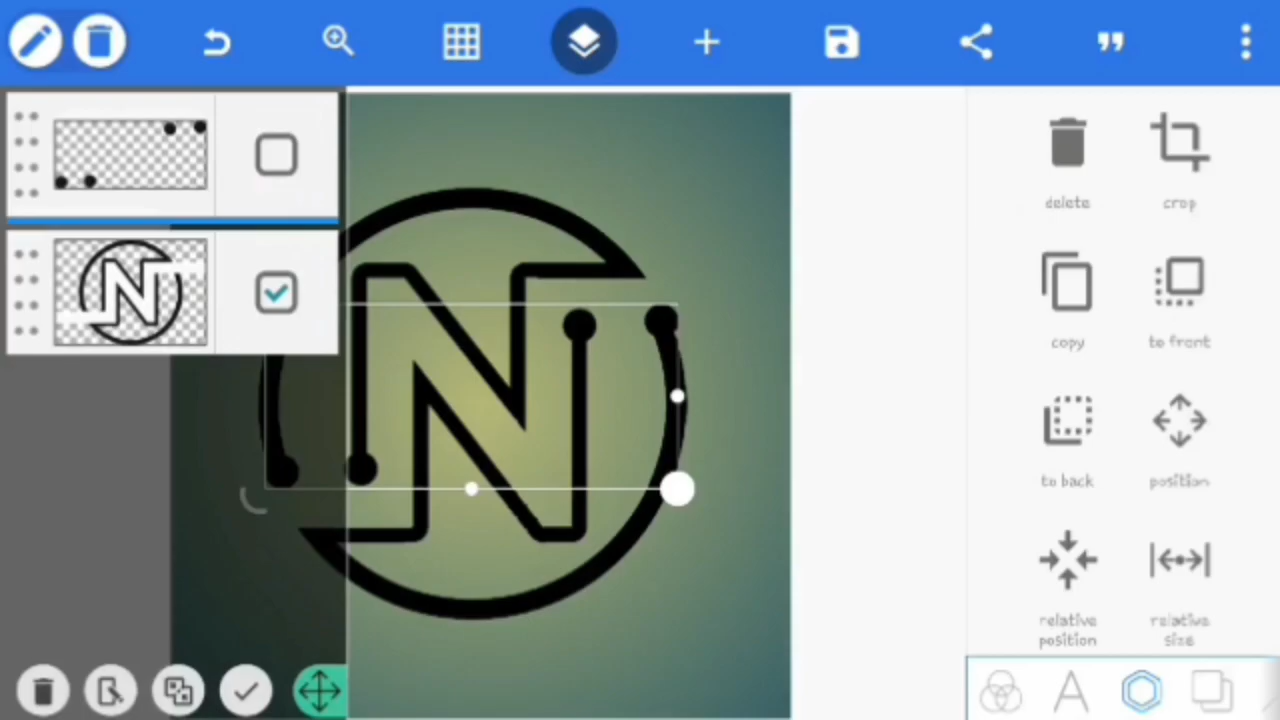 N
delete
crop
copy
to front
to back
position
relative
position
relative
size
A